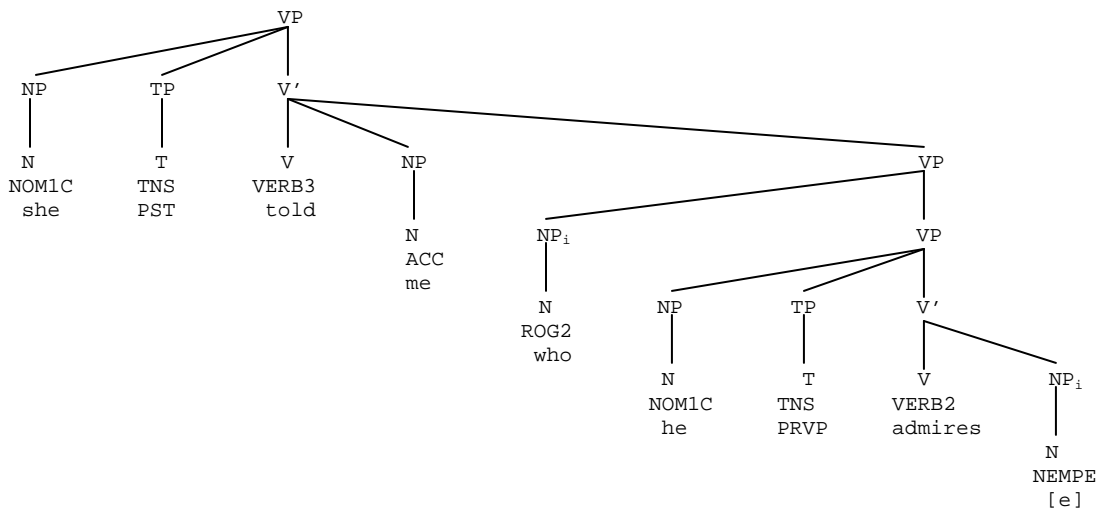 VP
NP TP V’
N T V NP VP
NOM1C TNS VERB3
she PST told
N NPi VP
ACC
me
N NP TP V’
ROG2
who
N T V NPi
NOM1C TNS VERB2
he PRVP admires
N
NEMPE
[e]